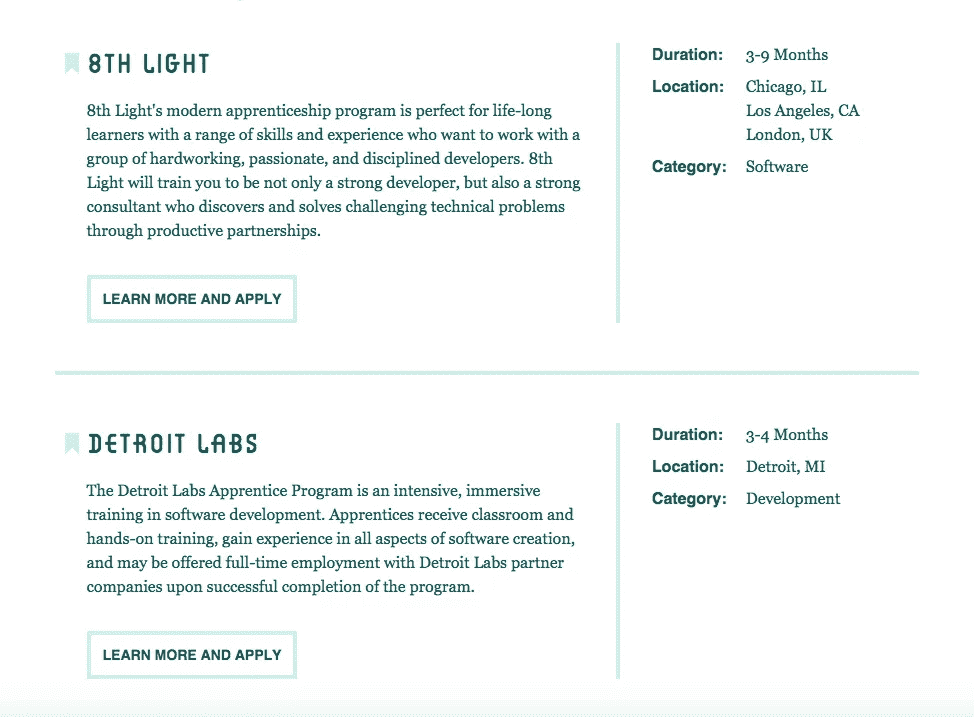 8TH LIGHT
8th Light's modern apprenticeship program is perfect for life-long
learners with a range of skills and experience who want to work with a
group of hardworking, passionate, and disciplined developers. 8th
Light will train you to be not only a strong developer, but also a strong
consultant who discovers and solves challenging technical problems
through productive partnerships.
LEARN MORE AND APPLY
Duration: 3-9 Months
Location: Chicago, IL
Los Angeles, CA
London, UK
Category: Software
DETROIT LABS
The Detroit Labs Apprentice Program is an intensive, immersive
training in software development. Apprentices receive classroom and
hands-on training, gain experience in all aspects of software creation,
and may be offered full-time employment with Detroit Labs partner
companies upon successful completion of the program.
LEARN MORE AND APPLY
Duration: 3-4 Months
Location: Detroit, MI
Category: Development